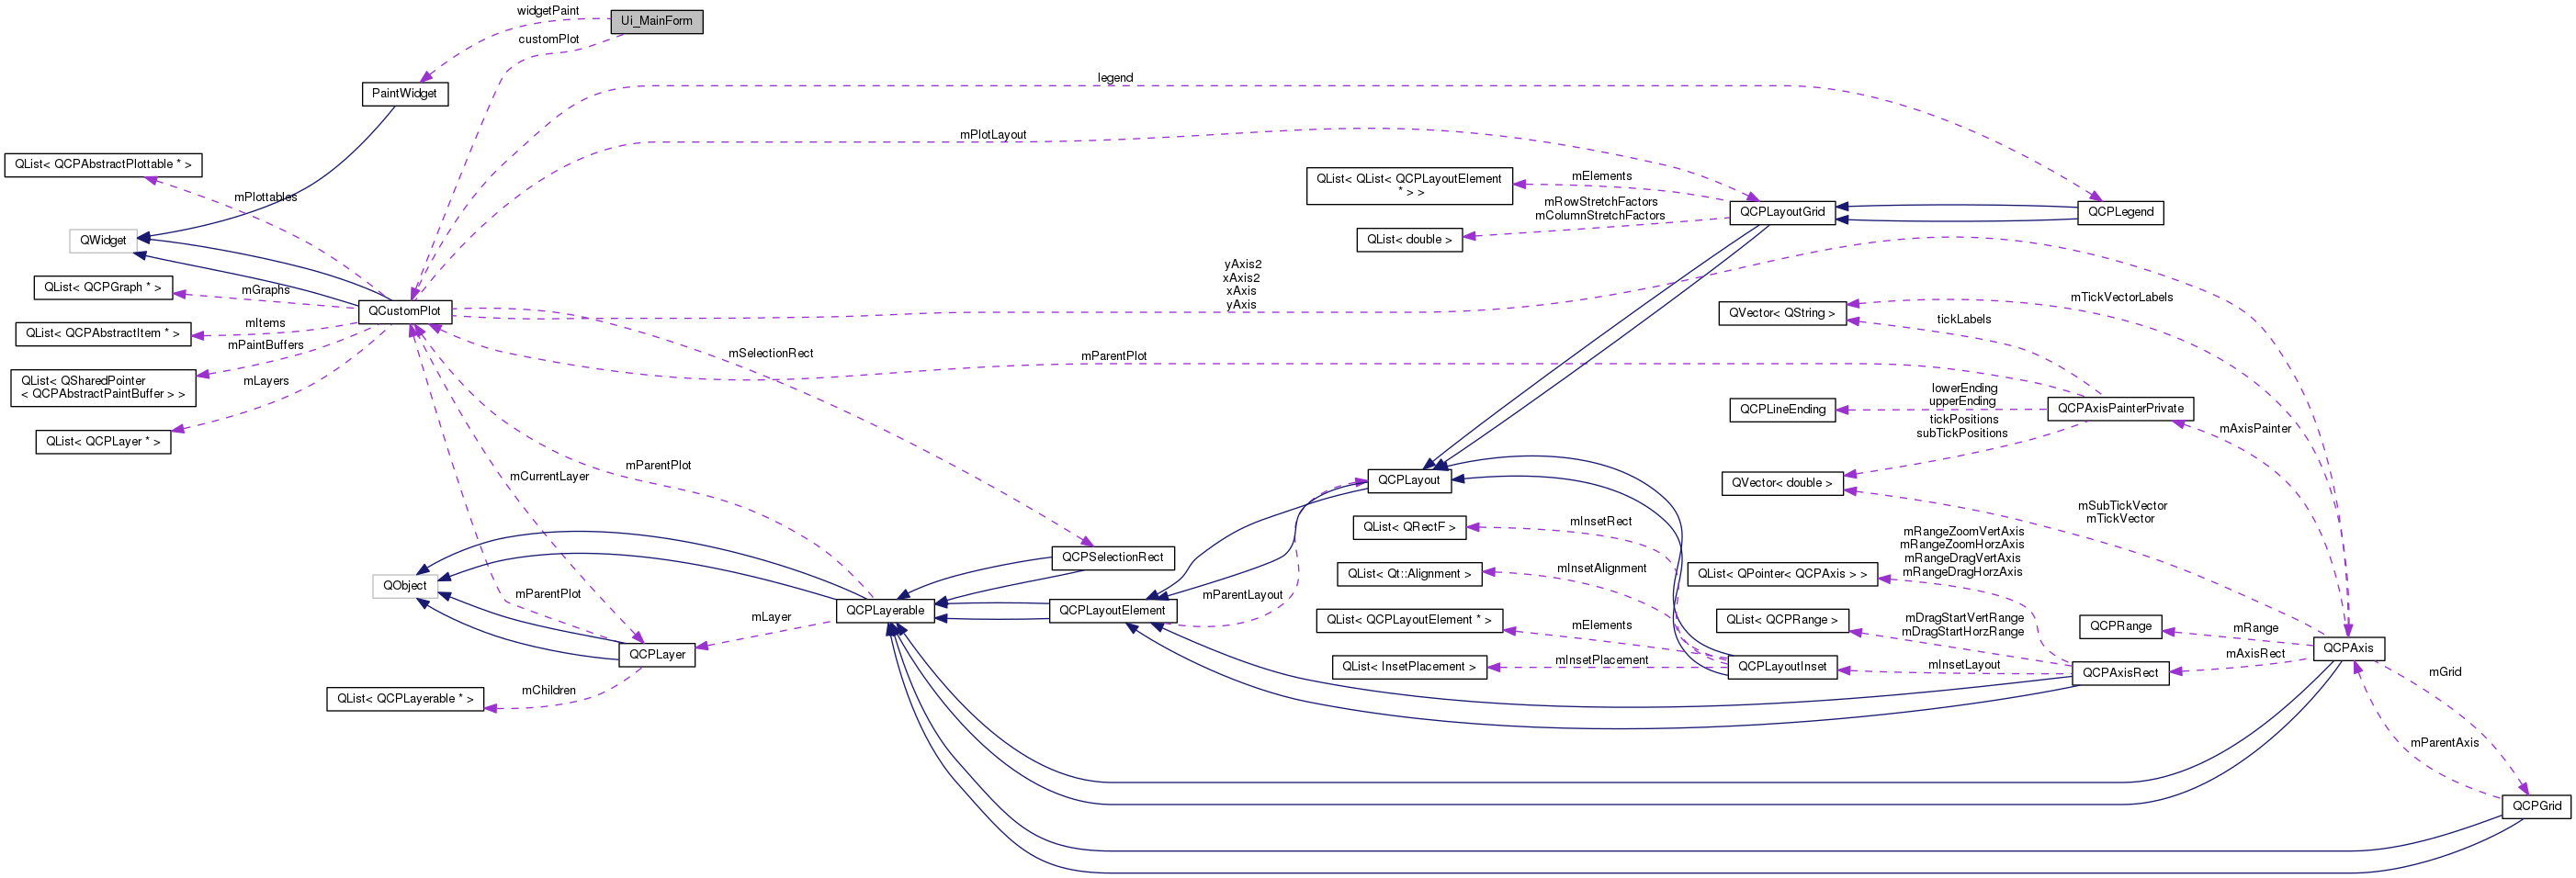 widgetPaint
Ui_MainForm
customPlot
legend
PaintWidget
mPlotLayout
QList< QCPAbstractPlottable * >
mPlottables
QList< QList< QCPLayoutElement
* > >
mElements
mRowStretchFactors
mColumnStretchFactors
QCPLayoutGrid
QCPLegend
QWidget
QList< double >
QList< QCPGraph * >
mGraphs
QCustomPlot
yAxis2
xAxis2
xAxis
yAxis
mTickVectorLabels
QVector< QString >
tickLabels
QList< QCPAbstractItem * >
mItems
mPaintBuffers
mSelectionRect
mParentPlot
QList< QSharedPointer
< QCPAbstractPaintBuffer > >
mLayers
lowerEnding
upperEnding
QCPLineEnding
QCPAxisPainterPrivate
tickPositions
subTickPositions
mAxisPainter
QList< QCPLayer * >
mParentPlot
mCurrentLayer
QCPLayout
QVector< double >
mSubTickVector
mTickVector
QList< QRectF >
mInsetRect
mRangeZoomVertAxis
mRangeZoomHorzAxis
mRangeDragVertAxis
mRangeDragHorzAxis
QCPSelectionRect
QObject
mParentPlot
QList< Qt::Alignment >
mInsetAlignment
QList< QPointer< QCPAxis > >
QCPLayerable
QCPLayoutElement
mParentLayout
mLayer
QList< QCPLayoutElement * >
mElements
QList< QCPRange >
mDragStartVertRange
mDragStartHorzRange
QCPRange
mRange
QCPAxis
QCPLayer
QList< InsetPlacement >
mInsetPlacement
QCPLayoutInset
mInsetLayout
QCPAxisRect
mAxisRect
mGrid
QList< QCPLayerable * >
mChildren
mParentAxis
QCPGrid